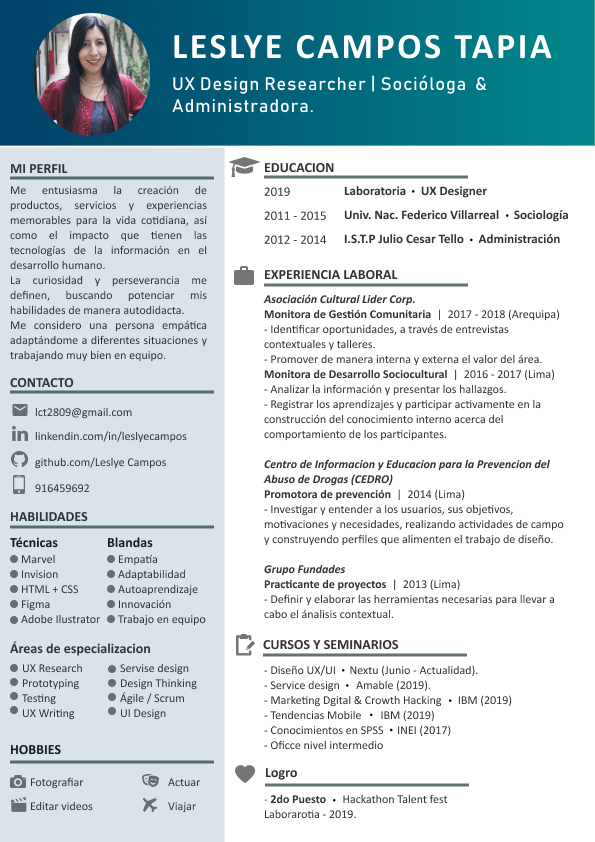 LESLYE CAMPOS TAPIA
UX Design Researcher | Socióloga &
Administradora.
MI PERFIL
Me entusiasma la creación de
productos, servicios y experiencias
memorables para la vida cotidiana, así
como el impacto que tienen las
tecnologías de la información en el
desarrollo humano.
La curiosidad y perseverancia me
definen, buscando potenciar mis
habilidades de manera autodidacta.
Me considero una persona empática
adaptándome a diferentes situaciones y
trabajando muy bien en equipo.
CONTACTO
lct2809@gmail.com
linkendin.com/in/leslyecampos
github.com/Leslye Campos
916459692
HABILIDADES
Técnicas Blandas
Marvel Empatía
Invision Adaptabilidad
HTML + CSS Autoaprendizaje
Figma Innovación
Adobe Ilustrator Trabajo en equipo
Áreas de especializacion
UX Research Servise design
Prototyping Design Thinking
Testing Ágile / Scrum
UX Writing UI Design
HOBBIES
Fotografiar Actuar
Editar videos Viajar
EDUCACION
2019 Laboratoria • UX Designer
2011 - 2015 Univ. Nac. Federico Villarreal • Sociología
2012 - 2014 I.S.T.P Julio Cesar Tello • Administración
EXPERIENCIA LABORAL
Asociación Cultural Lider Corp.
Monitora de Gestión Comunitaria | 2017 - 2018 (Arequipa)
- Identificar oportunidades, a través de entrevistas
contextuales y talleres.
- Promover de manera interna y externa el valor del área.
Monitora de Desarrollo Sociocultural | 2016 - 2017 (Lima)
- Analizar la información y presentar los hallazgos.
- Registrar los aprendizajes y participar activamente en la
construcción del conocimiento interno acerca del
comportamiento de los participantes.
Centro de Informacion y Educacion para la Prevencion del
Abuso de Drogas (CEDRO)
Promotora de prevención | 2014 (Lima)
- Investigar y entender a los usuarios, sus objetivos,
motivaciones y necesidades, realizando actividades de campo
y construyendo perfiles que alimenten el trabajo de diseño.
Grupo Fundades
Practicante de proyectos | 2013 (Lima)
- Definir y elaborar las herramientas necesarias para llevar a
cabo el ánalisis contextual.
CURSOS Y SEMINARIOS
- Diseño UX/UI • Nextu (Junio - Actualidad).
- Service design • Amable (2019).
- Marketing Dgital & Crowth Hacking • IBM (2019)
- Tendencias Mobile • IBM (2019)
- Conocimientos en SPSS • INEI (2017)
- Oficce nivel intermedio
Logro
- 2do Puesto • Hackathon Talent fest
Laborarotia - 2019.